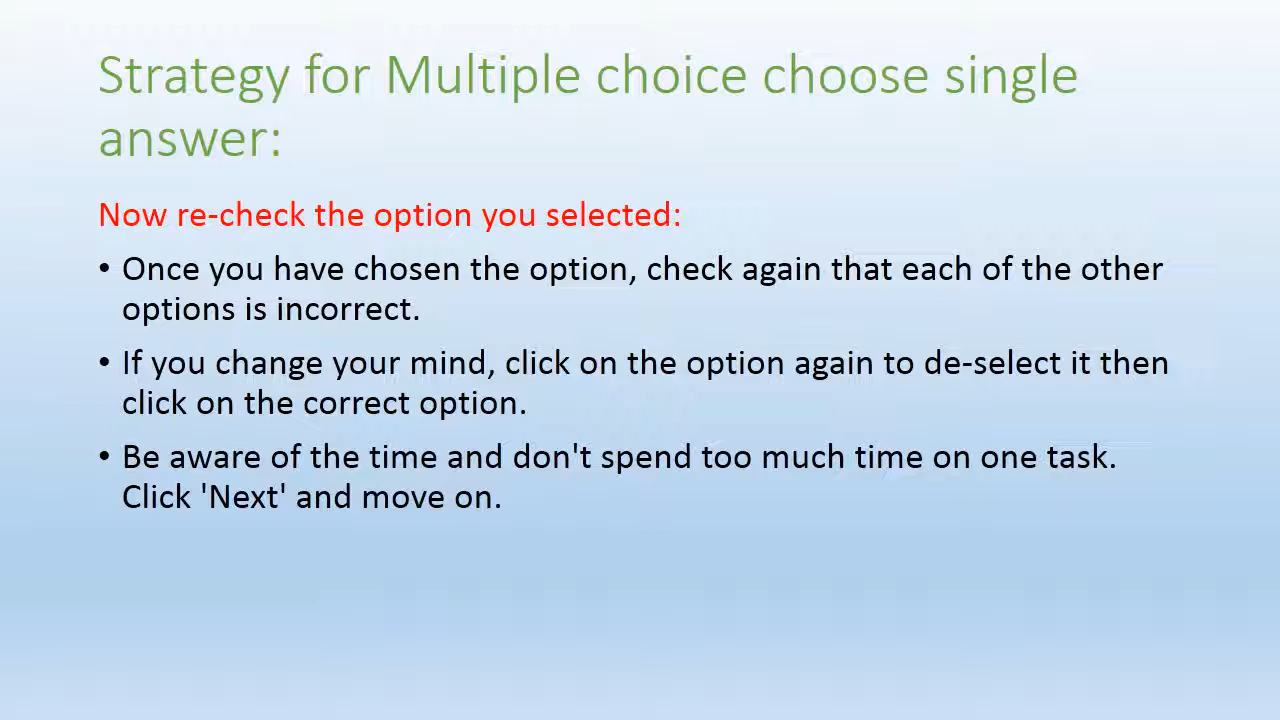 Strategy for Multiple choice choose single
answer:
Now re-check the option you selected:
• Once you have chosen the option, check again that each of the other
options is incorrect.
• If you change your mind, click on the option again to de-select it then
click on the correct option.
• Be aware of the time and don't spend too much time on one task.
Click 'Next' and move on.